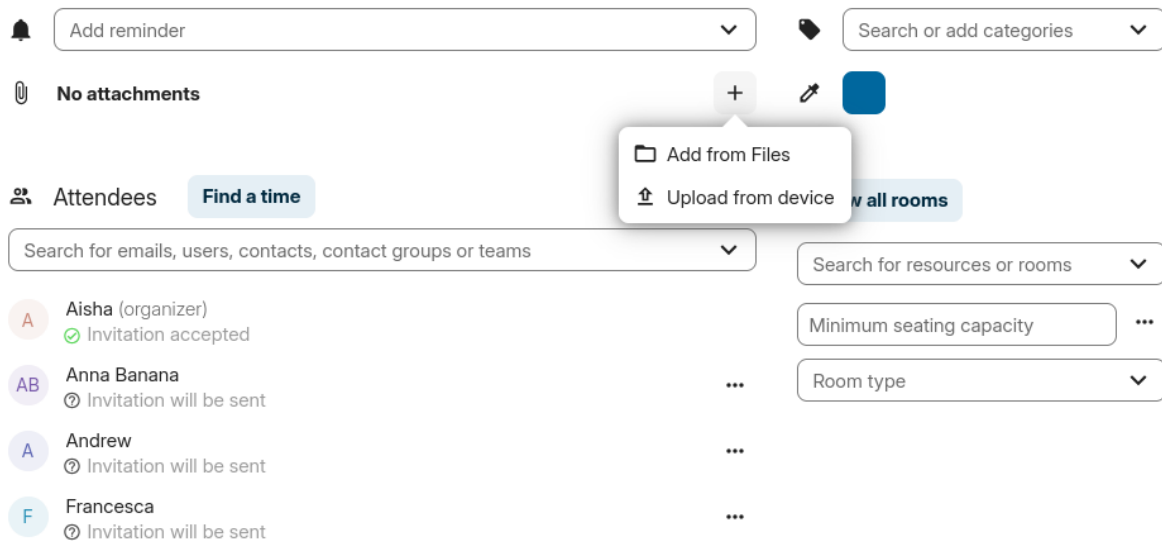 Add reminder
Search or add categories
No attachments
Add from Files
Upload from device
Attendees
Find a time
all rooms
Search for emails, users, contacts, contact groups or teams
Search for resources or rooms
A
Aisha (organizer)
Invitation accepted
Minimum seating capacity
AB
Anna Banana
Invitation will be sent
Room type
A
Andrew
Invitation will be sent
F
Francesca
Invitation will be sent